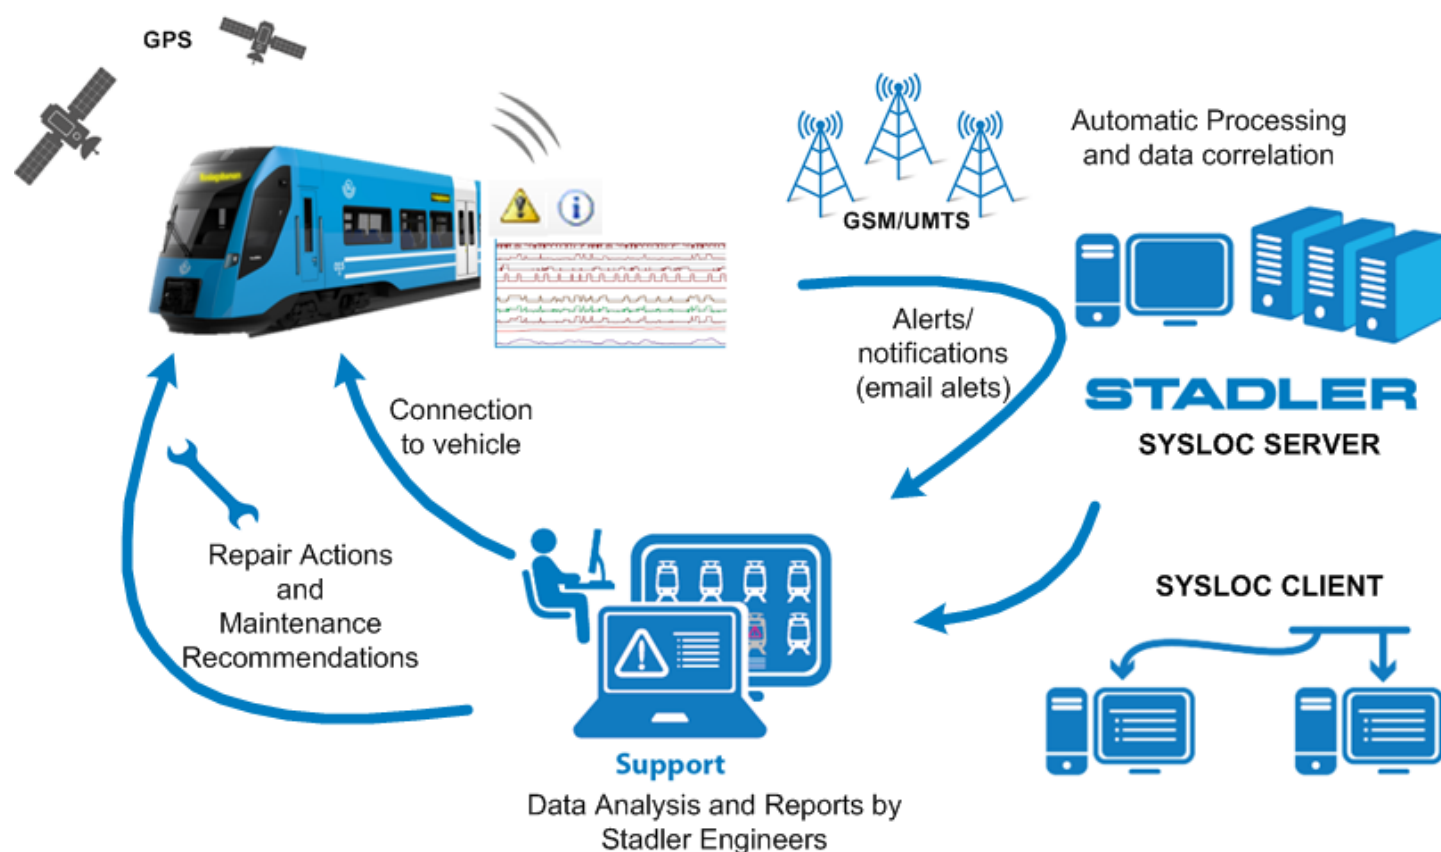 GPS
Automatic Processing
and data correlation
GSM/UMTS
Alerts/
notifications
(email alets)
STADLER
SYSLOC SERVER
Connection
to vehicle
Repair Actions
and
Maintenance
Recommendations
SYSLOC CLIENT
Support
Data Analysis and Reports by
Stadler Engineers